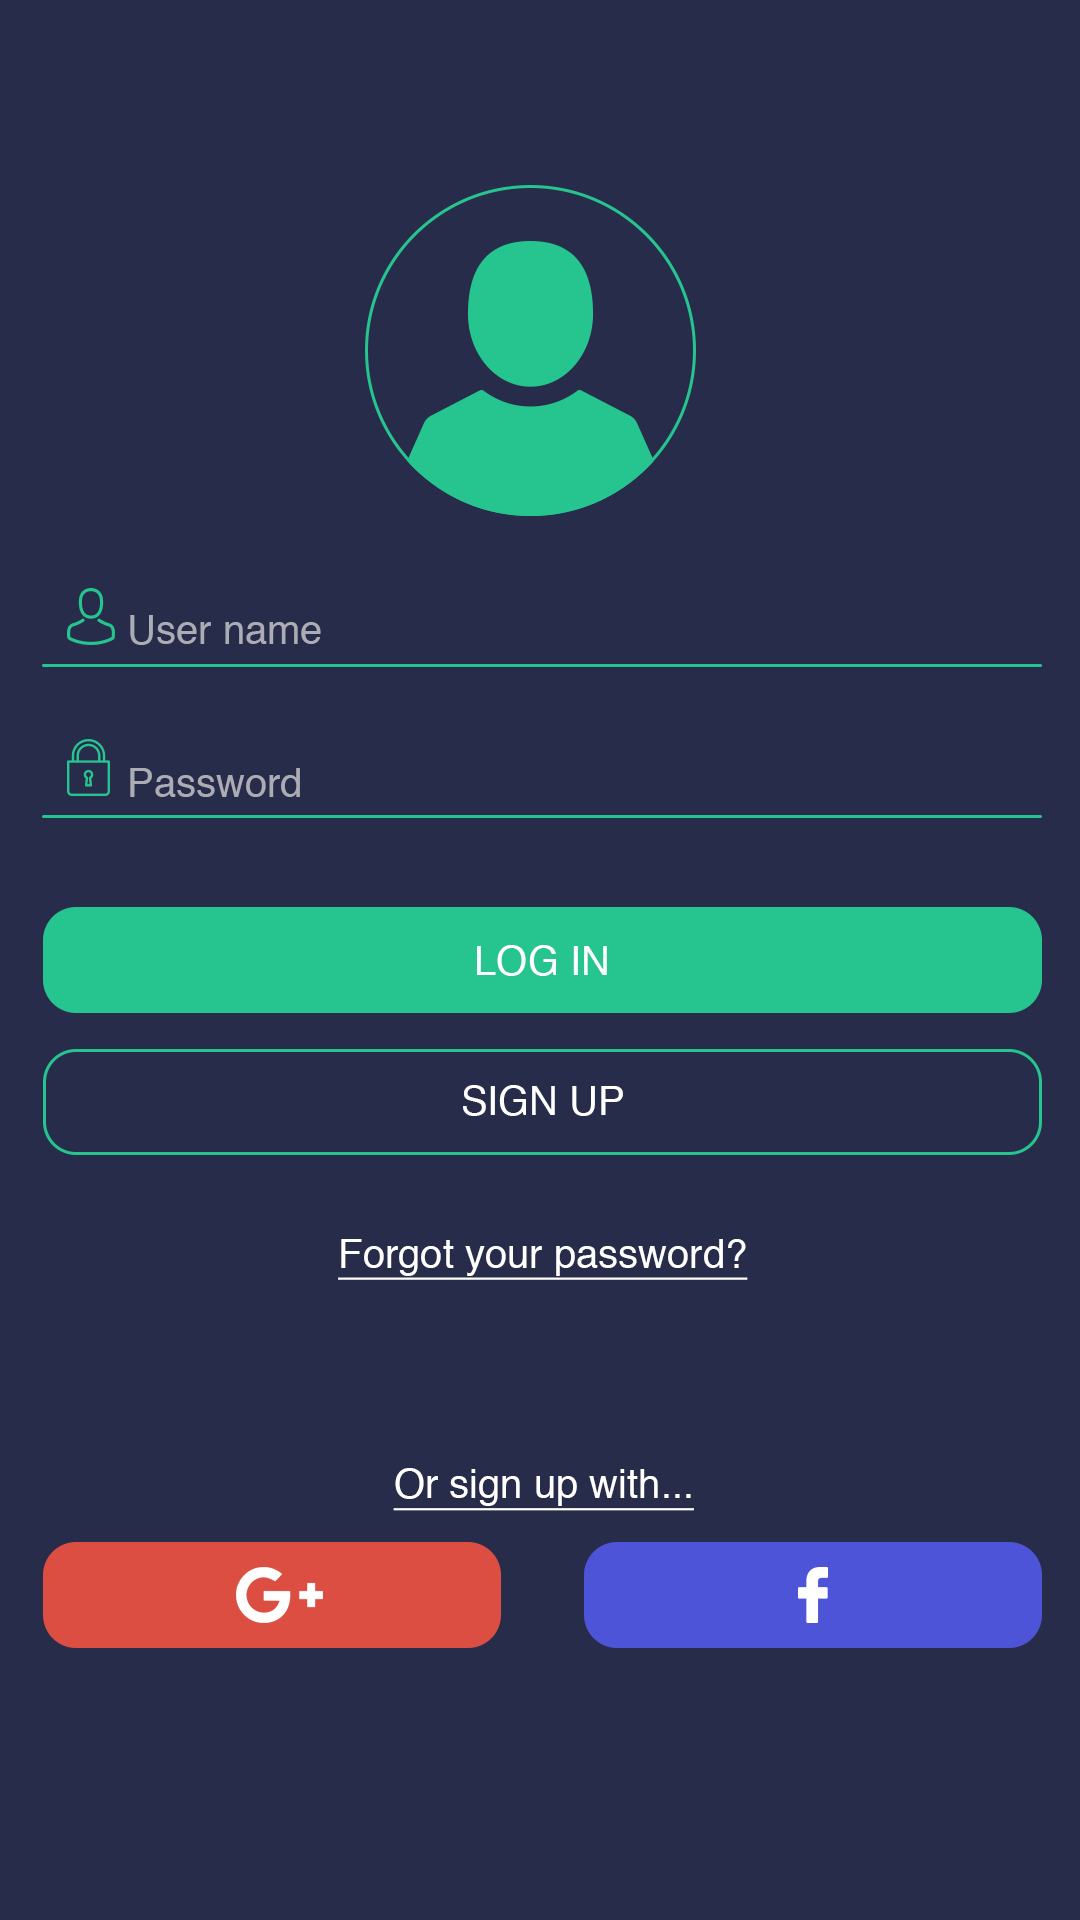 User name
Password
LOG IN
SIGN UP
Forgot your password?
Or sign up with...
G+
f